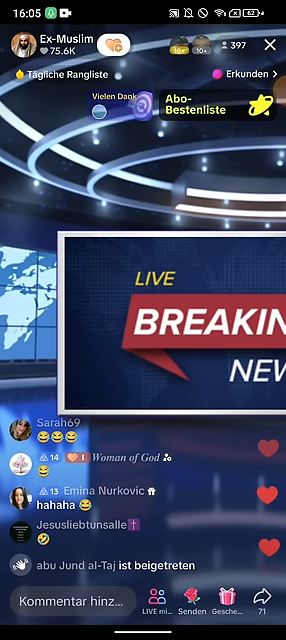 16:05
62
Ex-Muslim
75.6K
10+
10+
397
Tägliche Rangliste
Erkunden >
Vielen Dank
Abo-
Bestenliste
LIVE
BREAKIN
NEW
Sarah69
😂😂😂
14 I Woman of God
😂
13 Emina Nurkovic
hahaha 😂
Jesusliebtunsalle✝️
🤣
abu Jund al-Taj ist beigetreten
Kommentar hinz...
LIVE mi... Senden Gesche... 71